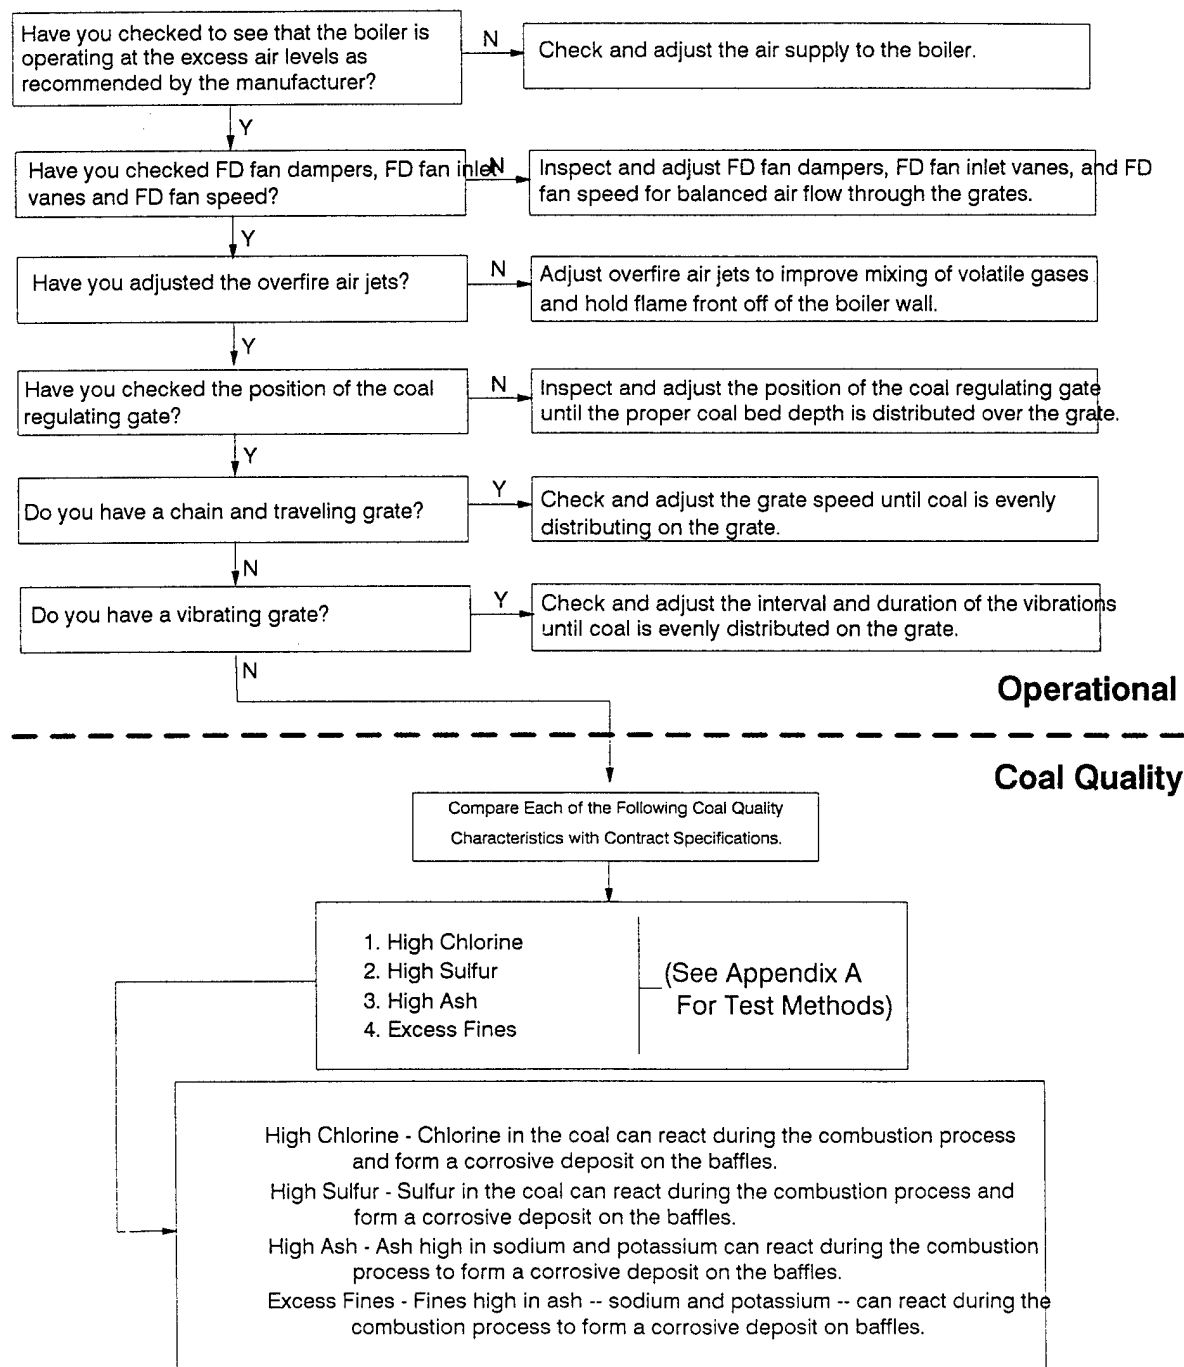 Have you checked to see that the boiler is
operating at the excess air levels as
recommended by the manufacturer?
N
Check and adjust the air supply to the boiler.
Y
Have you checked FD fan dampers, FD fan inlet
vanes and FD fan speed?
N
Inspect and adjust FD fan dampers, FD fan inlet vanes, and FD
fan speed for balanced air flow through the grates.
Y
Have you adjusted the overfire air jets?
N
Adjust overfire air jets to improve mixing of volatile gases
and hold flame front off of the boiler wall.
Y
Have you checked the position of the coal
regulating gate?
N
Inspect and adjust the position of the coal regulating gate
until the proper coal bed depth is distributed over the grate.
Y
Do you have a chain and traveling grate?
Y
Check and adjust the grate speed until coal is evenly
distributing on the grate.
N
Do you have a vibrating grate?
Y
Check and adjust the interval and duration of the vibrations
until coal is evenly distributed on the grate.
N
Operational
Coal Quality
Compare Each of the Following Coal Quality
Characteristics with Contract Specifications.
1. High Chlorine
2. High Sulfur
3. High Ash
4. Excess Fines
(See Appendix A
For Test Methods)
High Chlorine - Chlorine in the coal can react during the combustion process
and form a corrosive deposit on the baffles.
High Sulfur - Sulfur in the coal can react during the combustion process and
form a corrosive deposit on the baffles.
High Ash - Ash high in sodium and potassium can react during the combustion
process to form a corrosive deposit on the baffles.
Excess Fines - Fines high in ash -- sodium and potassium -- can react during the
combustion process to form a corrosive deposit on baffles.